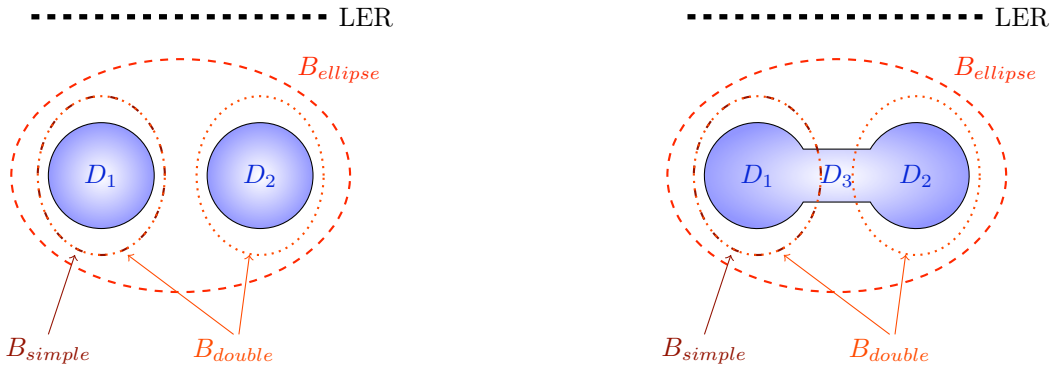 LER
B_ellipse
D_1
D_2
B_simple
B_double
LER
B_ellipse
D_1
D_3
D_2
B_simple
B_double